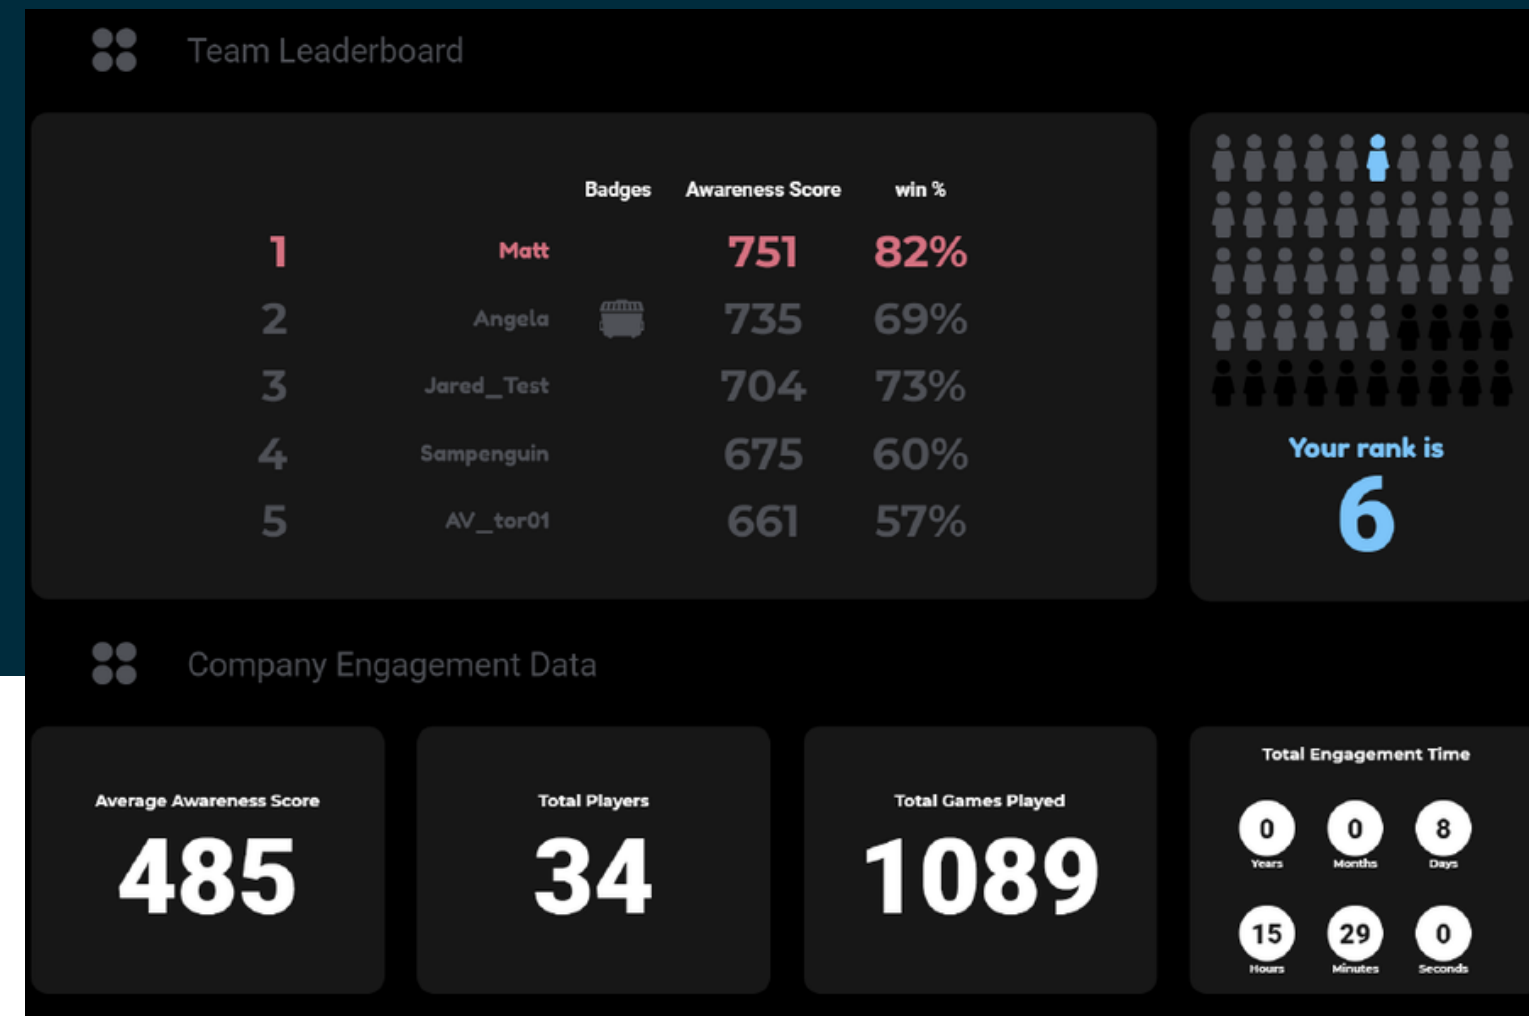 Team Leaderboard
Badges Awareness Score win %
1 Matt 751 82%
2 Angela 735 69%
3 Jared_Test 704 73%
4 Sampenguin 675 60%
5 AV_tor01 661 57%
Your rank is
6
Company Engagement Data
Average Awareness Score
485
Total Players
34
Total Games Played
1089
Total Engagement Time
0 0 8
Years Months Days
15 29 0
Hours Minutes Seconds